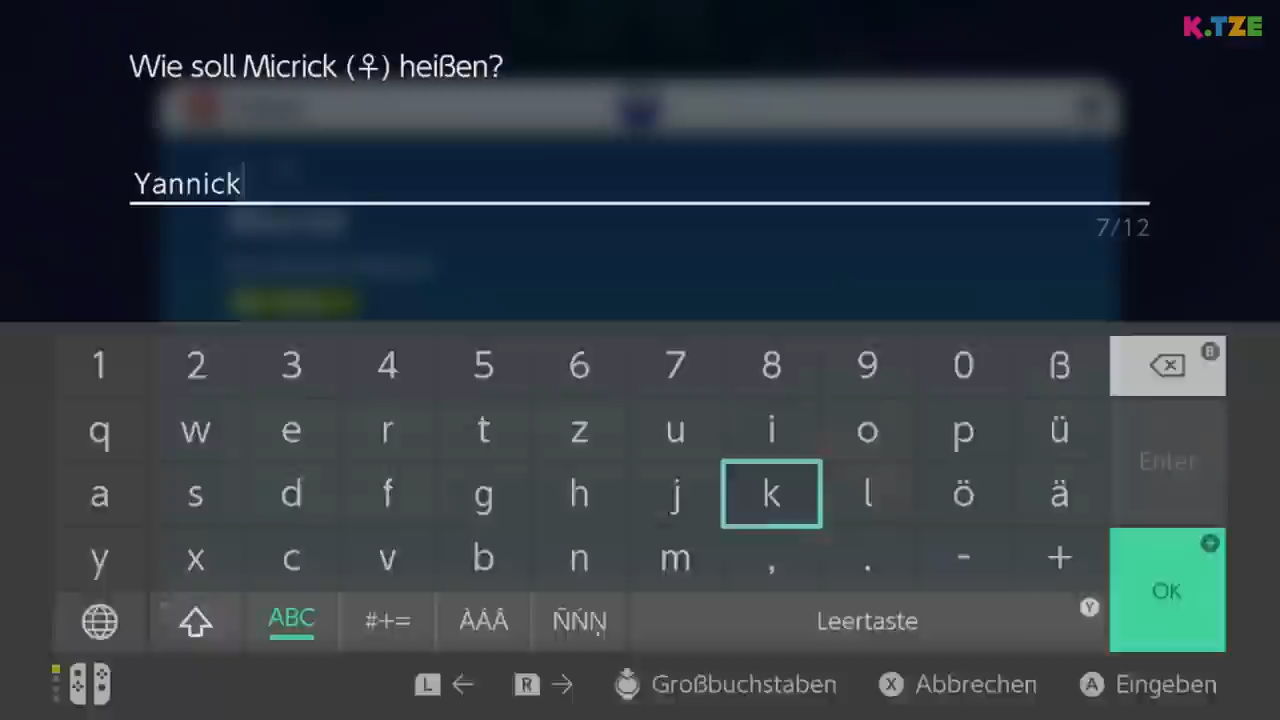 K.TZE
Wie soll Micrick (♀) heißen?
Yannick
7/12
1 2 3 4 5 6 7 8 9 0 ß B
q w e r t z u i o p ü
Enter
a s d f g h j k l ö ä
y x c v b n m , . - +
OK
ABC #+= ÀÁÂ ÑŃŅ Leertaste Y
L ← R → Großbuchstaben X Abbrechen A Eingeben